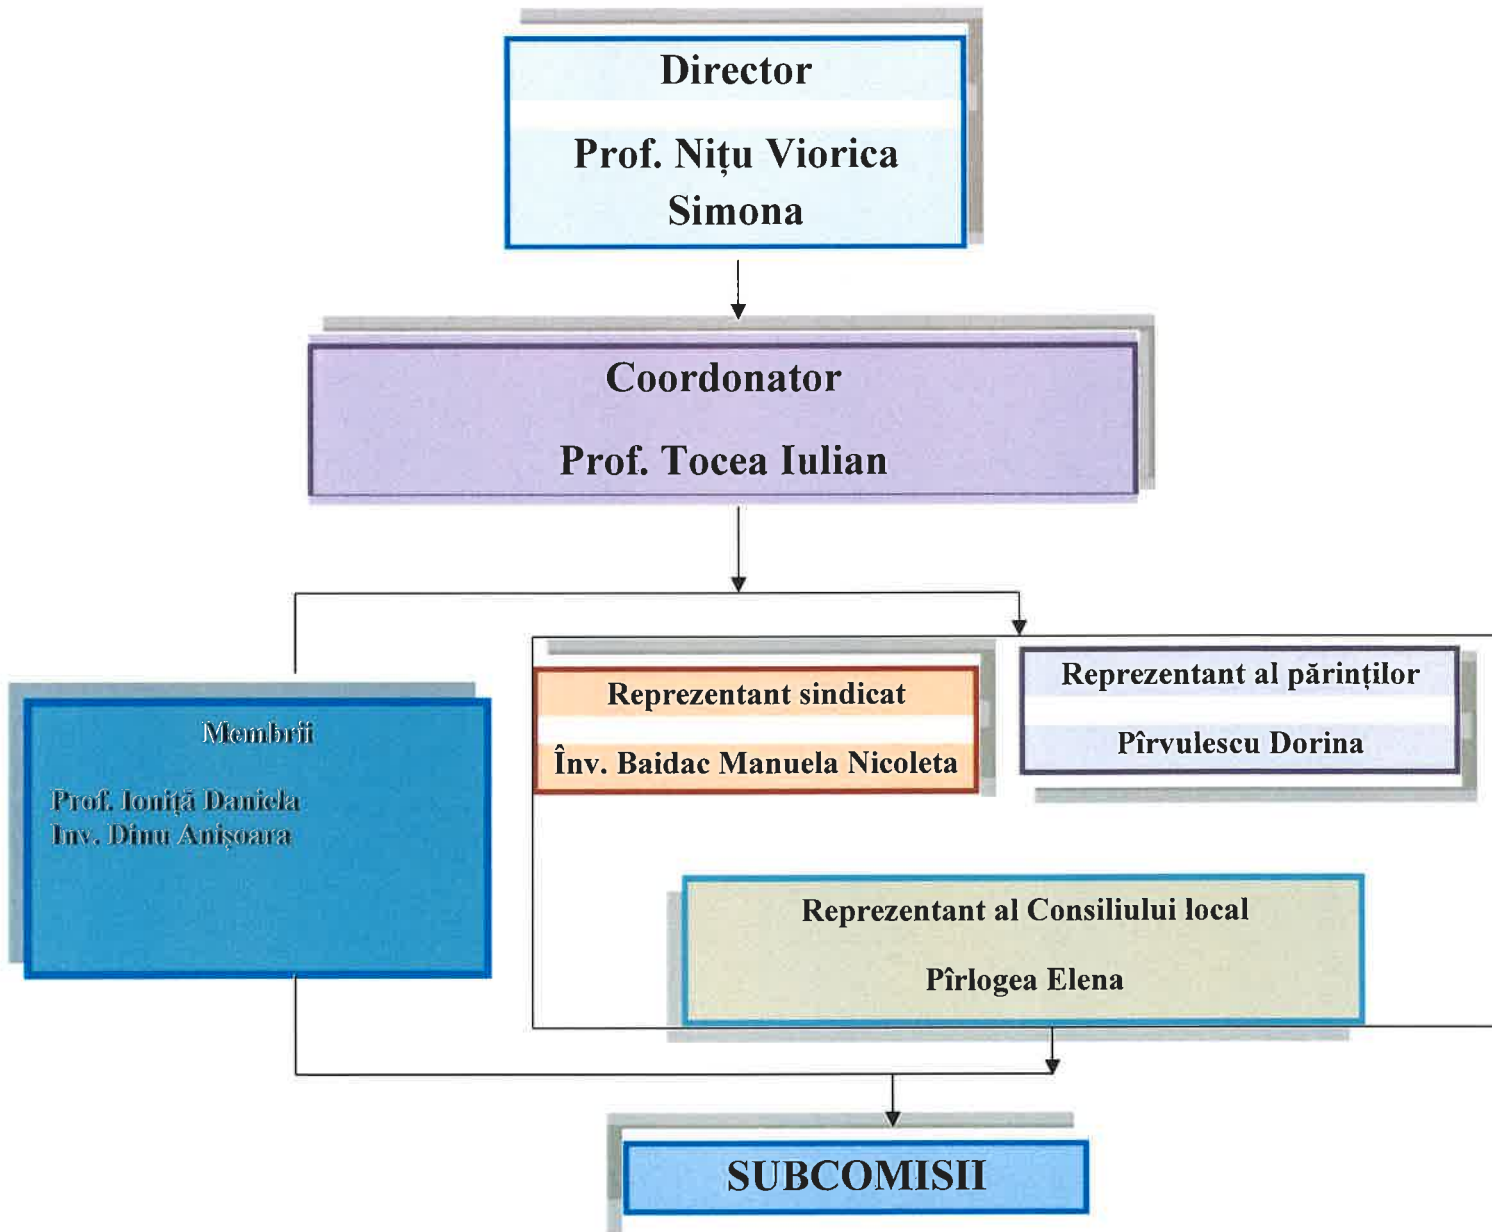 Director
Prof. Nițu Viorica
Simona
Coordonator
Prof. Tocea Iulian
Membrii
Prof. Ioniță Daniela
Inv. Dinu Anișoara
Reprezentant sindicat
Înv. Baidac Manuela Nicoleta
Reprezentant al părinților
Pîrvulescu Dorina
Reprezentant al Consiliului local
Pîrlogea Elena
SUBCOMISII